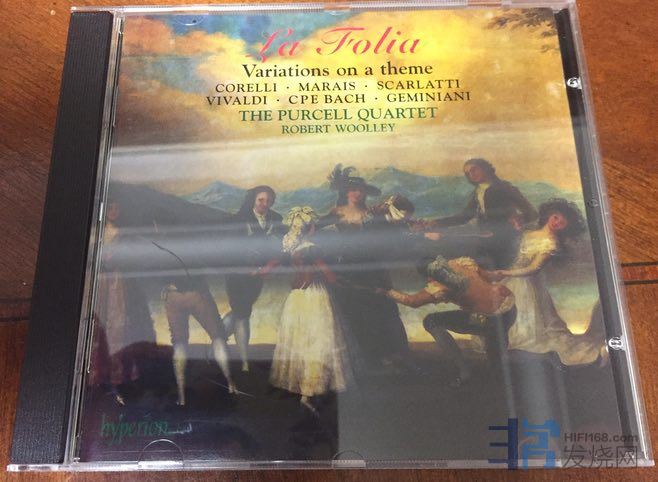 La Folia
Variations on a theme
CORELLI · MARAIS · SCARLATTI
VIVALDI · CPE BACH · GEMINIANI
THE PURCELL QUARTET
ROBERT WOOLLEY
hyperion
HIFI168.com
发烧网